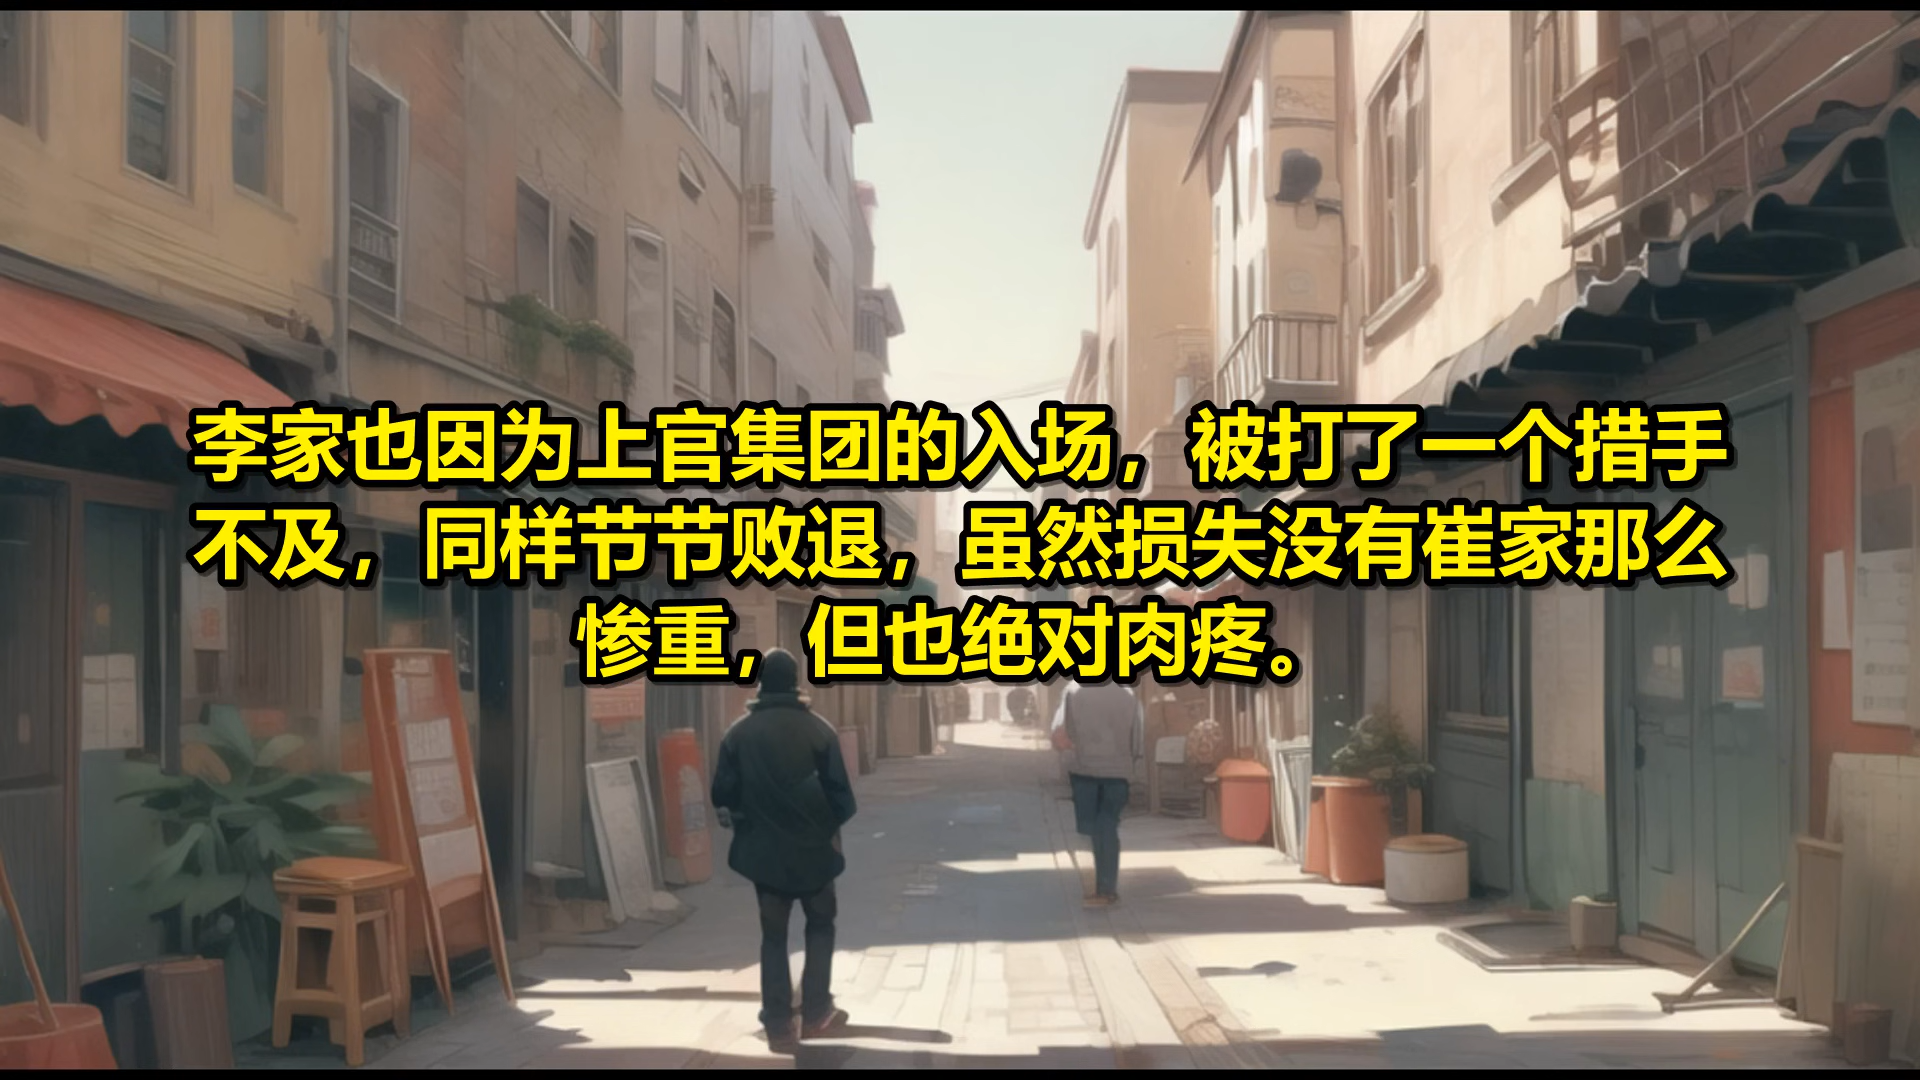 李家也因为上官集团的入场，被打了一个措手
不及，同样节节败退，虽然损失没有崔家那么
惨重，但也绝对肉疼。